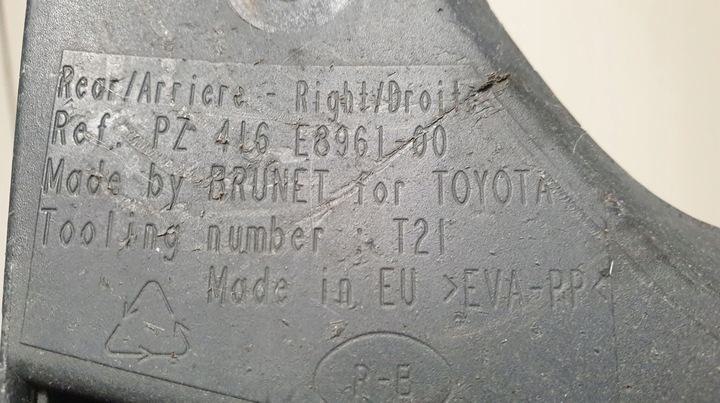 Rear/Arriere - Right/Droite
Ref. PZ 416 E8961-00
Made by BRUNET for TOYOTA
Tooling number : T21
Made in EU >EVA-PP<
P-E